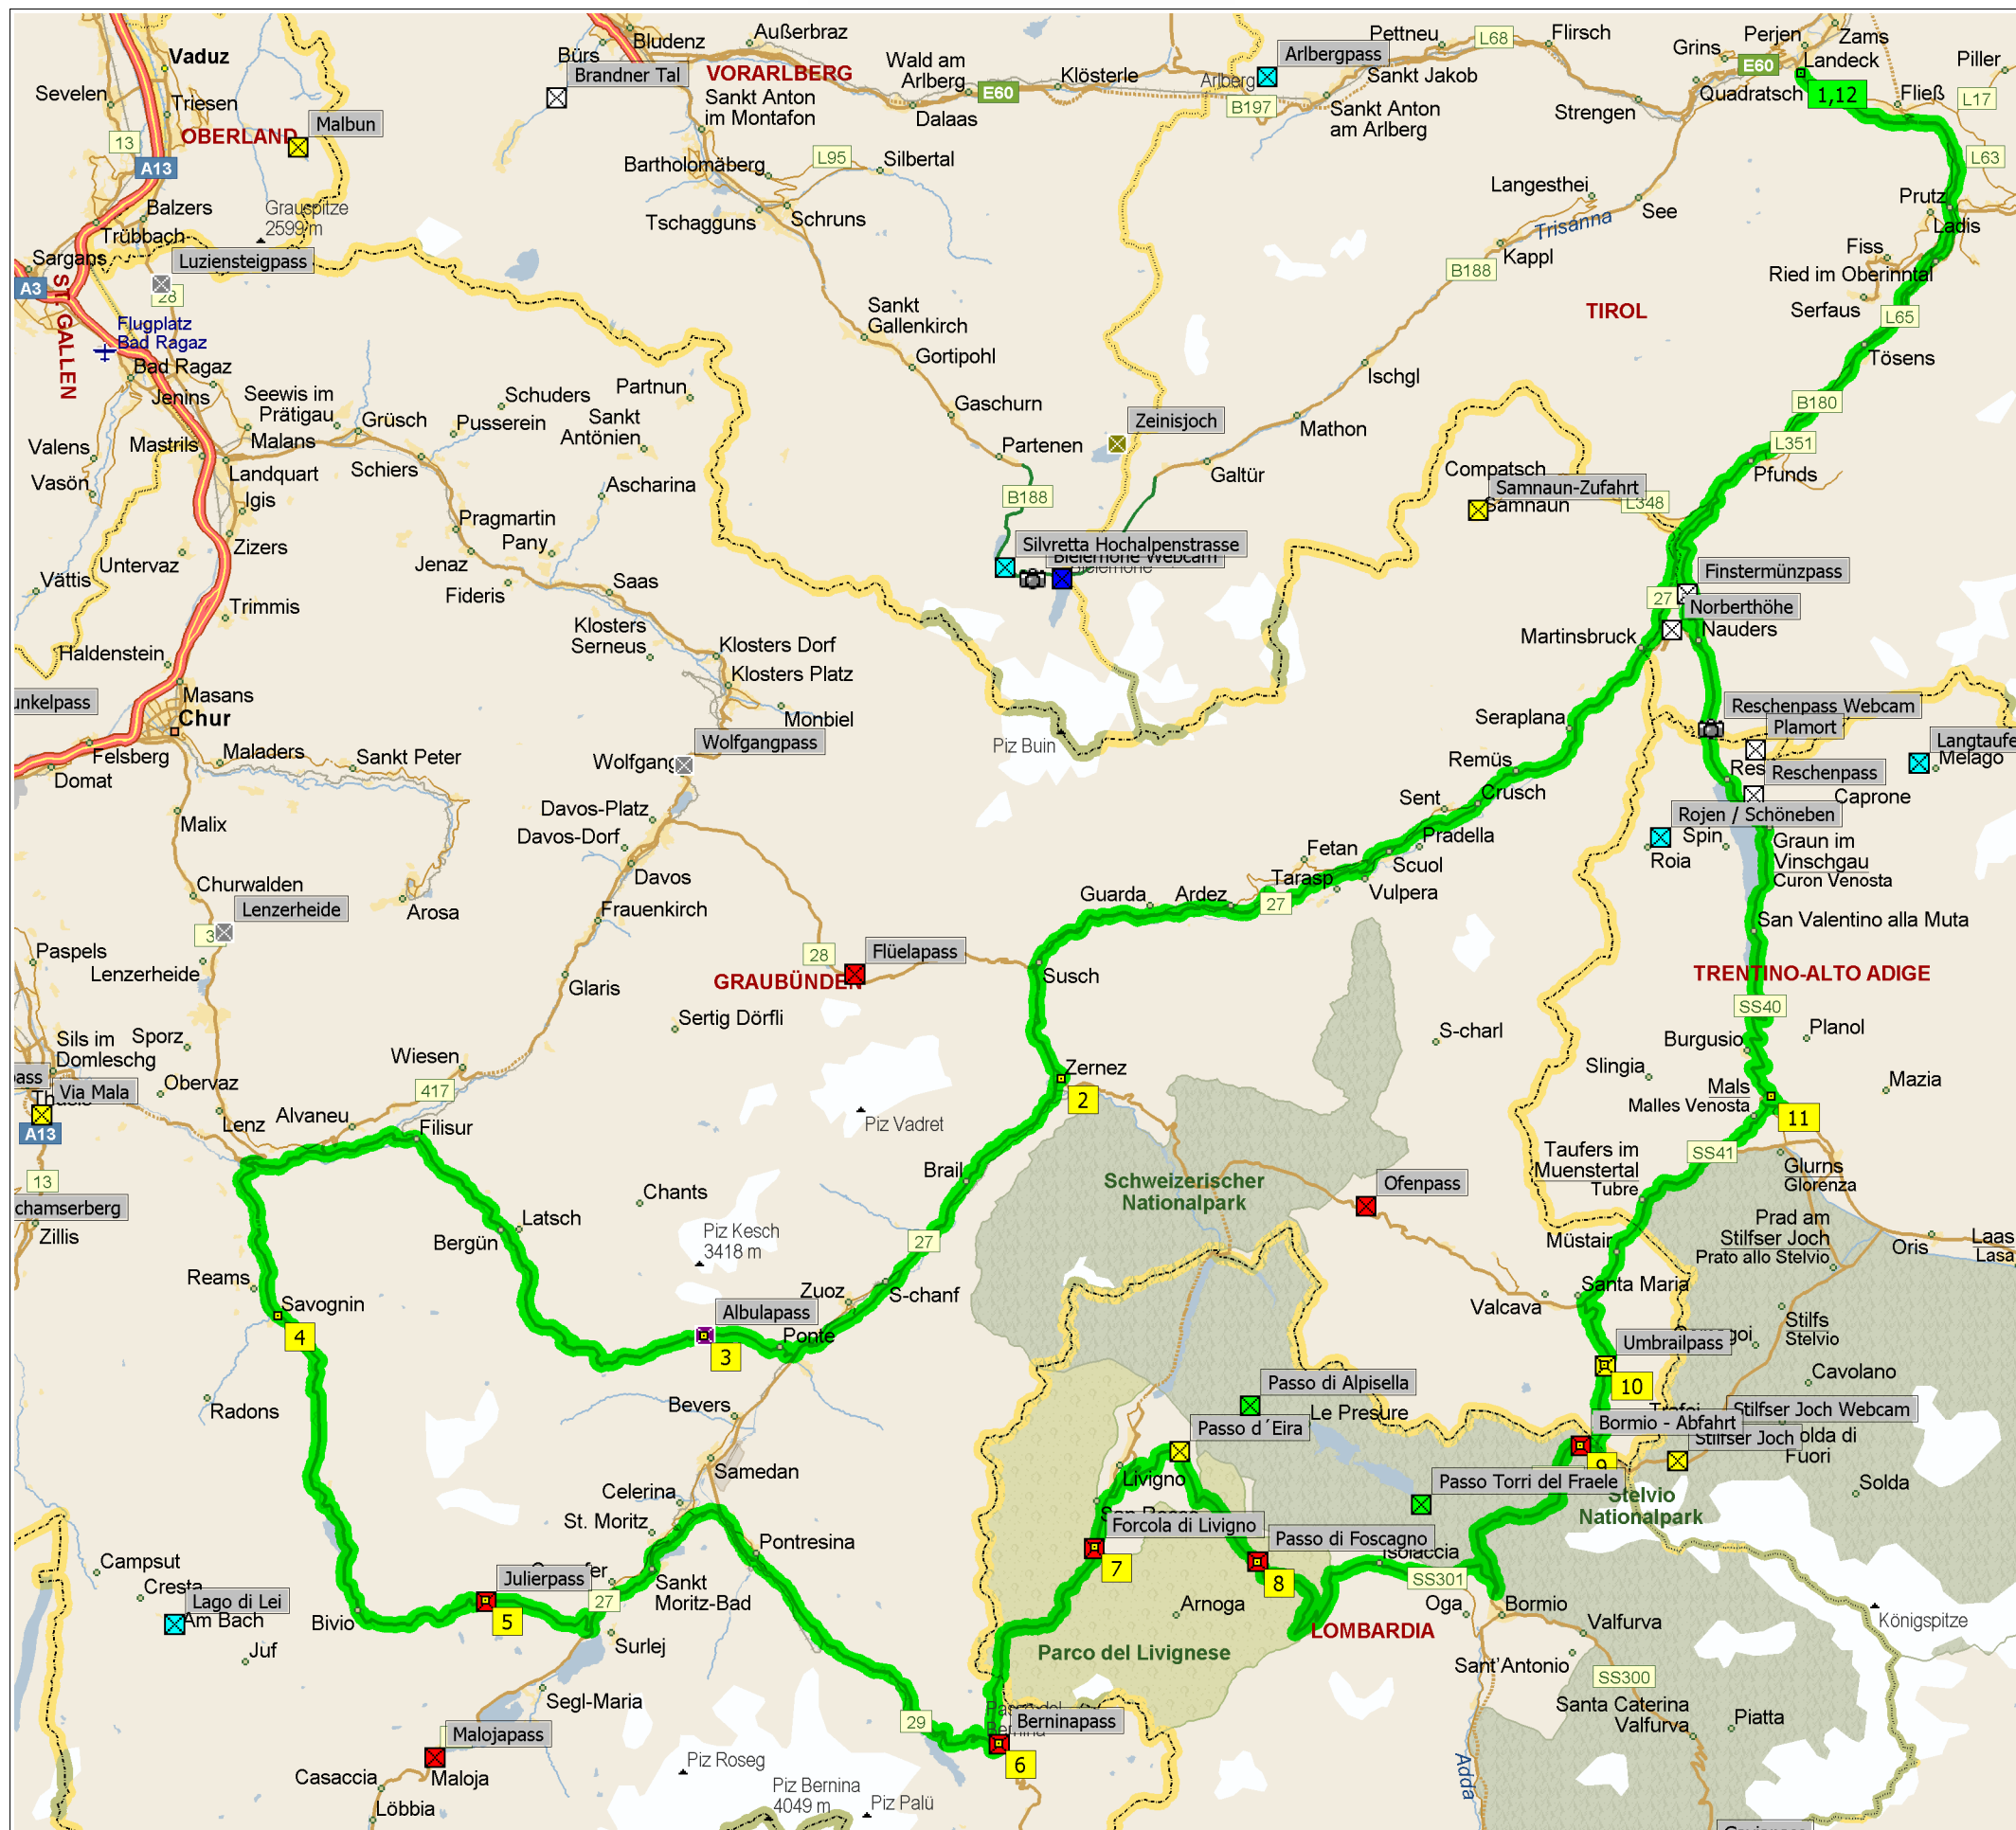 Vaduz
Sevelen
Triesen
OBERLAND
Malbun
13
A13
Balzers
Grauspitze
2599 m
Trübbach
Sargans
Luziensteigpass
28
A3
ST. GALLEN
Flugplatz
Bad Ragaz
Bad Ragaz
Jenins
Bürs
Bludenz
Außerbraz
Brandner Tal
VORARLBERG
Sankt Anton
im Montafon
Wald am
Arlberg
E60
Klösterle
Dalaas
Bartholomäberg
L95
Silbertal
Tschagguns
Schruns
Arlbergpass
Arlberg
B197
Pettneu
L68
Flirsch
Sankt Jakob
Sankt Anton
am Arlberg
Strengen
Grins
Perjen
Zams
E60
Landeck
Quadratsch
1,12
Fließ
Piller
L17
L63
Langesthei
See
Trisanna
Kappl
B188
Prutz
Ladis
Fiss
Ried im Oberinntal
Serfaus
L65
TIROL
Tösens
B180
L351
Pfunds
Sankt
Gallenkirch
Gortipohl
Gaschurn
Partenen
B188
Zeinisjoch
Galtür
Mathon
Ischgl
Silvretta Hochalpenstrasse
Bielerhöhe Webcam
Bielerhöhe
Compatsch
Samnaun-Zufahrt
Samnaun
L348
Finstermünzpass
27
Norberthöhe
Nauders
Martinsbruck
Seewis im
Prätigau
Grüsch
Schuders
Pusserein
Partnun
Sankt
Antönien
Valens
Mastrils
Malans
Landquart
Schiers
Vasön
Igis
Ascharina
Zizers
Pragmartin
Pany
Untervaz
Jenaz
Vättis
Trimmis
Fideris
Saas
Klosters
Serneus
Klosters Dorf
Klosters Platz
Monbiel
Haldenstein
Masans
unkelpass
Chur
Felsberg
Domat
Maladers
Sankt Peter
Wolfgangpass
Wolfgang
Piz Buin
Seraplana
Remüs
Crusch
Sent
Pradella
Fetan
Scuol
Tarasp
Vulpera
Guarda
Ardez
27
Reschenpass Webcam
Plamort
Res
Reschenpass
Langtaufe
Melago
Caprone
Rojen / Schöneben
Spin
Roia
Graun im
Vinschgau
Curon Venosta
San Valentino alla Muta
TRENTINO-ALTO ADIGE
SS40
Malix
Davos-Platz
Davos-Dorf
Davos
Churwalden
Arosa
Frauenkirch
Lenzerheide
3
Flüelapass
28
GRAUBÜNDEN
Susch
Paspels
Lenzerheide
Glaris
Sertig Dörfli
Sils im
Domleschg
Sporz
Wiesen
Zernez
2
S-charl
Burgusio
Planol
Slingia
Mazia
Mals
Malles Venosta
11
pass
Via Mala
Thusis
A13
Obervaz
Alvaneu
417
Lenz
Filisur
Piz Vadret
Brail
Schweizerischer
Nationalpark
Ofenpass
Taufers im
Muenstertal
Tubre
SS41
Glurns
Glorenza
13
chamserberg
Zillis
Latsch
Bergün
Chants
Piz Kesch
3418 m
27
Müstair
Prad am
Stilfser Joch
Prato allo Stelvio
Oris
Laas
Lasa
Reams
Savognin
4
Zuoz
S-chanf
Albulapass
Ponte
3
Valcava
Santa Maria
Stilfs
Stelvio
Umbrailpass
10
Cavolano
Radons
Bevers
Passo di Alpisella
Le Presure
Passo d´Eira
Trafoi
Stilfser Joch Webcam
Bormio - Abfahrt
Stilfser Joch
9
olda di
Fuori
Solda
Samedan
Livigno
Passo Torri del Fraele
Stelvio
Nationalpark
Celerina
St. Moritz
Pontresina
Forcola di Livigno
7
Passo di Foscagno
8
Isolaccia
SS301
Campsut
Cresta
Lago di Lei
Am Bach
Juf
Bivio
Julierpass
5
27
Sankt
Moritz-Bad
Surlej
Arnoga
Oga
Bormio
Valfurva
Königspitze
LOMBARDIA
Parco del Livignese
Sant'Antonio
SS300
Segl-Maria
Santa Caterina
Valfurva
Piatta
Malojapass
Maloja
Casaccia
Löbbia
29
Berninapass
6
Piz Roseg
Piz Bernina
4049 m
Piz Palü
Adda